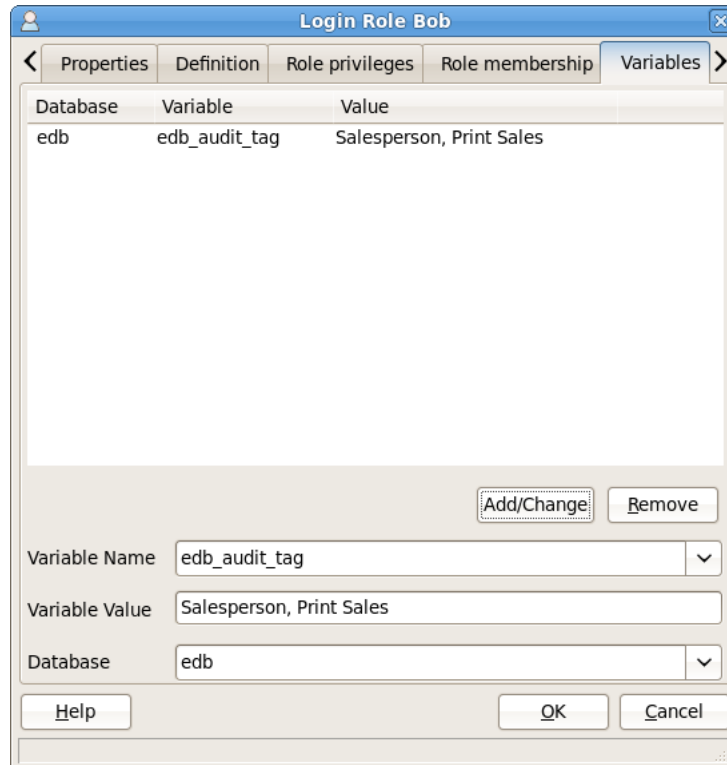 Login Role Bob
Properties Definition Role privileges Role membership Variables
Database Variable Value
edb edb_audit_tag Salesperson, Print Sales
Add/Change Remove
Variable Name edb_audit_tag
Variable Value Salesperson, Print Sales
Database edb
Help OK Cancel